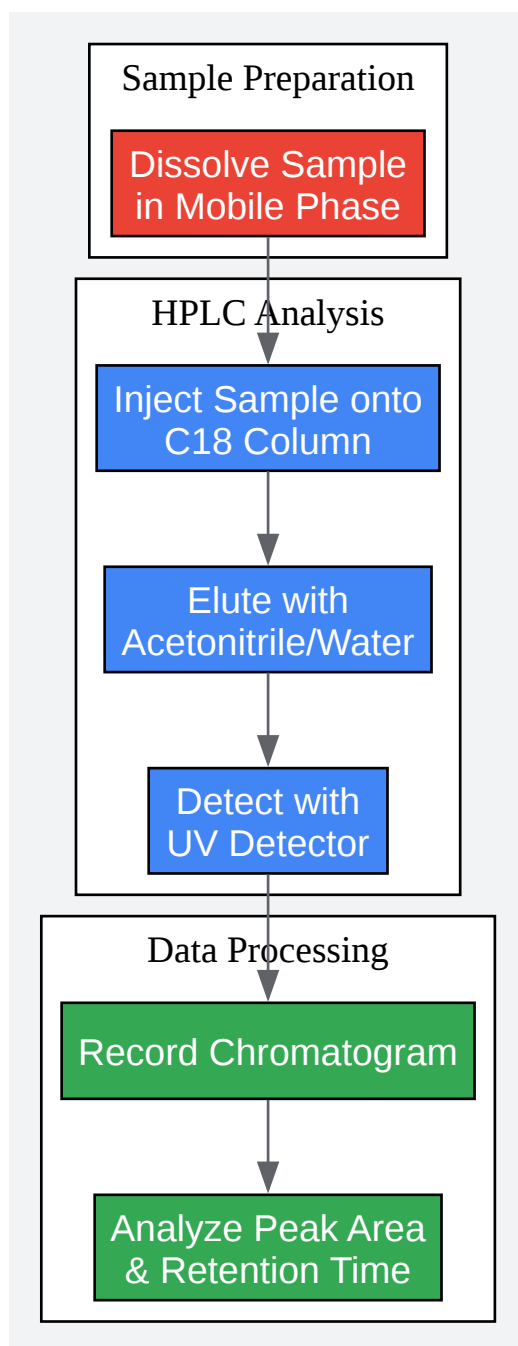 Sample Preparation
Dissolve Sample
in Mobile Phase
HPLC Analysis
Inject Sample onto
C18 Column
Elute with
Acetonitrile/Water
Detect with
UV Detector
Data Processing
Record Chromatogram
Analyze Peak Area
& Retention Time